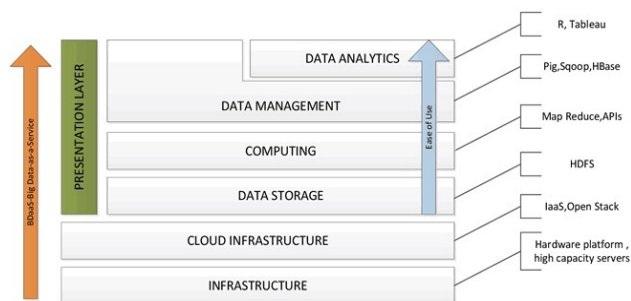 R, Tableau
DATA ANALYTICS
Pig,Sqoop,HBase
DATA MANAGEMENT
Map Reduce,APIs
COMPUTING
HDFS
DATA STORAGE
IaaS,Open Stack
CLOUD INFRASTRUCTURE
Hardware platform ,
high capacity servers
INFRASTRUCTURE
PRESENTATION LAYER
BDaaS-Big Data-as-a-Service
Ease of Use